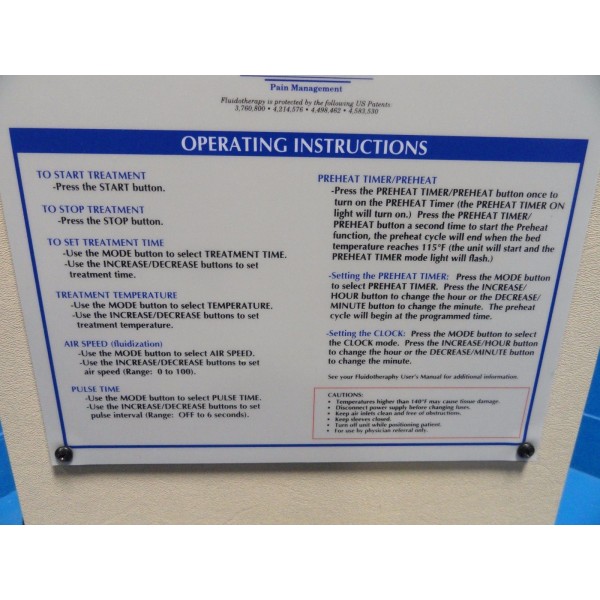 Pain Management
Fluidotherapy is protected by the following US Patents:
3,760,800 • 4,214,576 • 4,498,462 • 4,583,530
OPERATING INSTRUCTIONS
TO START TREATMENT
-Press the START button.
TO STOP TREATMENT
-Press the STOP button.
TO SET TREATMENT TIME
-Use the MODE button to select TREATMENT TIME.
-Use the INCREASE/DECREASE buttons to set
treatment time.
TREATMENT TEMPERATURE
-Use the MODE button to select TEMPERATURE.
-Use the INCREASE/DECREASE buttons to set
treatment temperature.
AIR SPEED (fluidization)
-Use the MODE button to select AIR SPEED.
-Use the INCREASE/DECREASE buttons to set
air speed (Range: 0 to 100).
PULSE TIME
-Use the MODE button to select PULSE TIME.
-Use the INCREASE/DECREASE buttons to set
pulse interval (Range: OFF to 6 seconds).
PREHEAT TIMER/PREHEAT
-Press the PREHEAT TIMER/PREHEAT button once to
turn on the PREHEAT Timer (the PREHEAT TIMER ON
light will turn on.) Press the PREHEAT TIMER/
PREHEAT button a second time to start the Preheat
function, the preheat cycle will end when the bed
temperature reaches 115°F (the unit will start and the
PREHEAT TIMER mode light will flash.)
-Setting the PREHEAT TIMER: Press the MODE button
to select PREHEAT TIMER. Press the INCREASE/
HOUR button to change the hour or the DECREASE/
MINUTE button to change the minute. The preheat
cycle will begin at the programmed time.
-Setting the CLOCK: Press the MODE button to select
the CLOCK mode. Press the INCREASE/HOUR button
to change the hour or the DECREASE/MINUTE button
to change the minute.
See your Fluidotheraphy User's Manual for additional information.
CAUTIONS:
• Temperatures higher than 140°F may cause tissue damage.
• Disconnect power supply before changing fuses.
• Keep air inlets clean and free of obstructions.
• Keep sleeves closed.
• Turn off unit while positioning patient.
• For use by physician referral only.